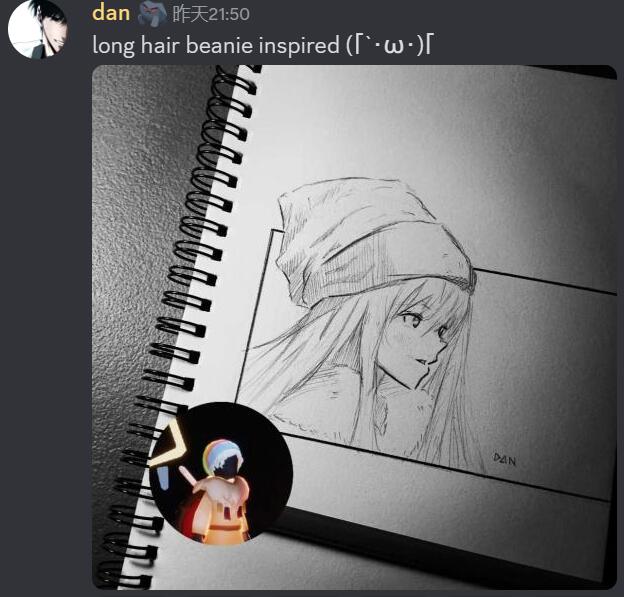 dan 昨天21:50
long hair beanie inspired (⎡`･ω･)⎡
DAN